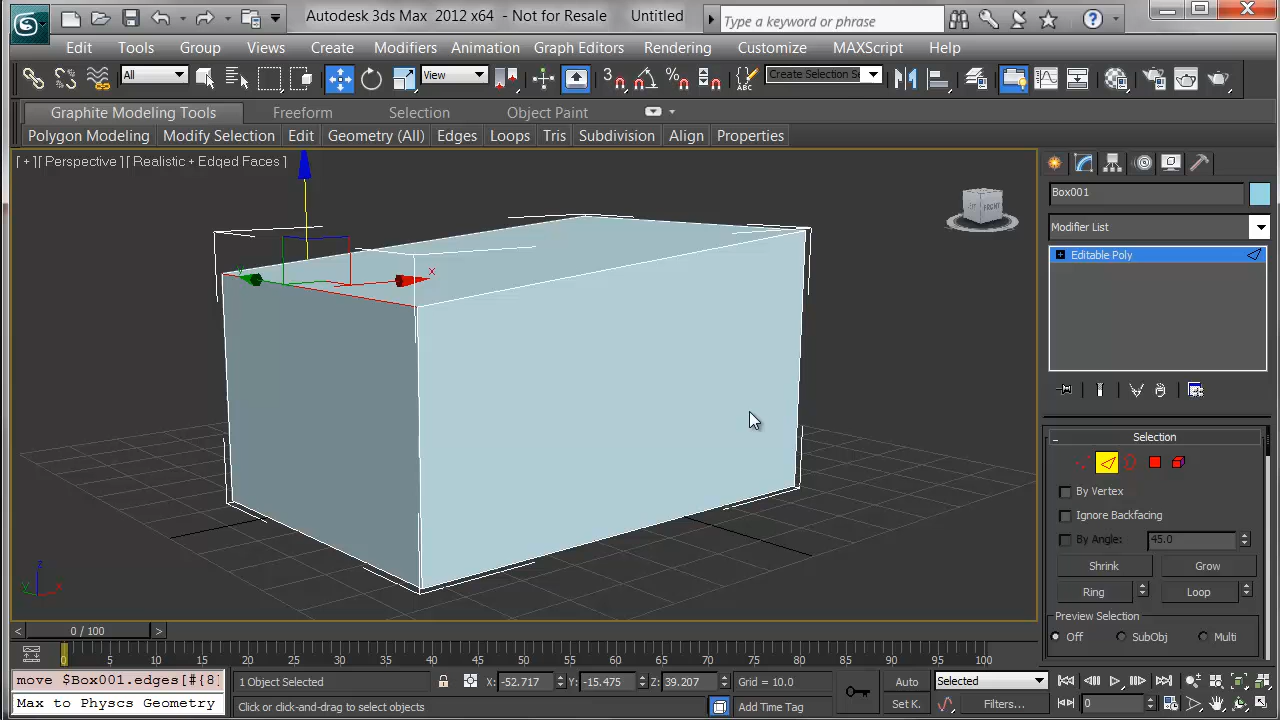 Autodesk 3ds Max 2012 x64 - Not for Resale Untitled
Type a keyword or phrase
Edit Tools Group Views Create Modifiers Animation Graph Editors Rendering Customize MAXScript Help
All View 3 ABC Create Selection Se
Graphite Modeling Tools Freeform Selection Object Paint
Polygon Modeling Modify Selection Edit Geometry (All) Edges Loops Tris Subdivision Align Properties
[ + ][ Perspective ][ Realistic + Edged Faces ]
FRONT
x
y
z
y x
Box001
Modifier List
Editable Poly
Selection
By Vertex
Ignore Backfacing
By Angle: 45.0
Shrink Grow
Ring Loop
Preview Selection
Off SubObj Multi
0 / 100
0 5 10 15 20 25 30 35 40 45 50 55 60 65 70 75 80 85 90 95 100
move $Box001.edges[#{8}
Max to Physcs Geometry
1 Object Selected X: -52.717 Y: -15.475 Z: 39.207 Grid = 10.0
Click or click-and-drag to select objects Add Time Tag
Auto Selected
Set K. Filters... 0